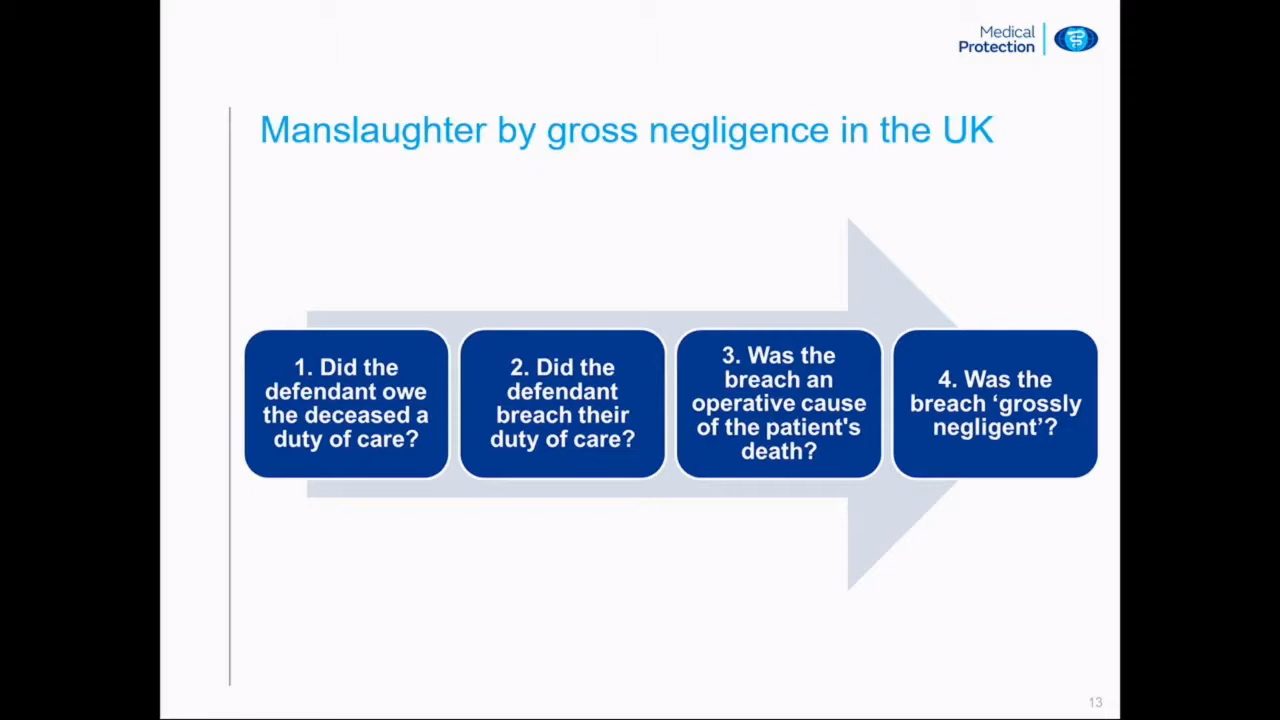 Medical
Protection
Manslaughter by gross negligence in the UK
1. Did the
defendant owe
the deceased a
duty of care?
2. Did the
defendant
breach their
duty of care?
3. Was the
breach an
operative cause
of the patient's
death?
4. Was the
breach ‘grossly
negligent’?
13